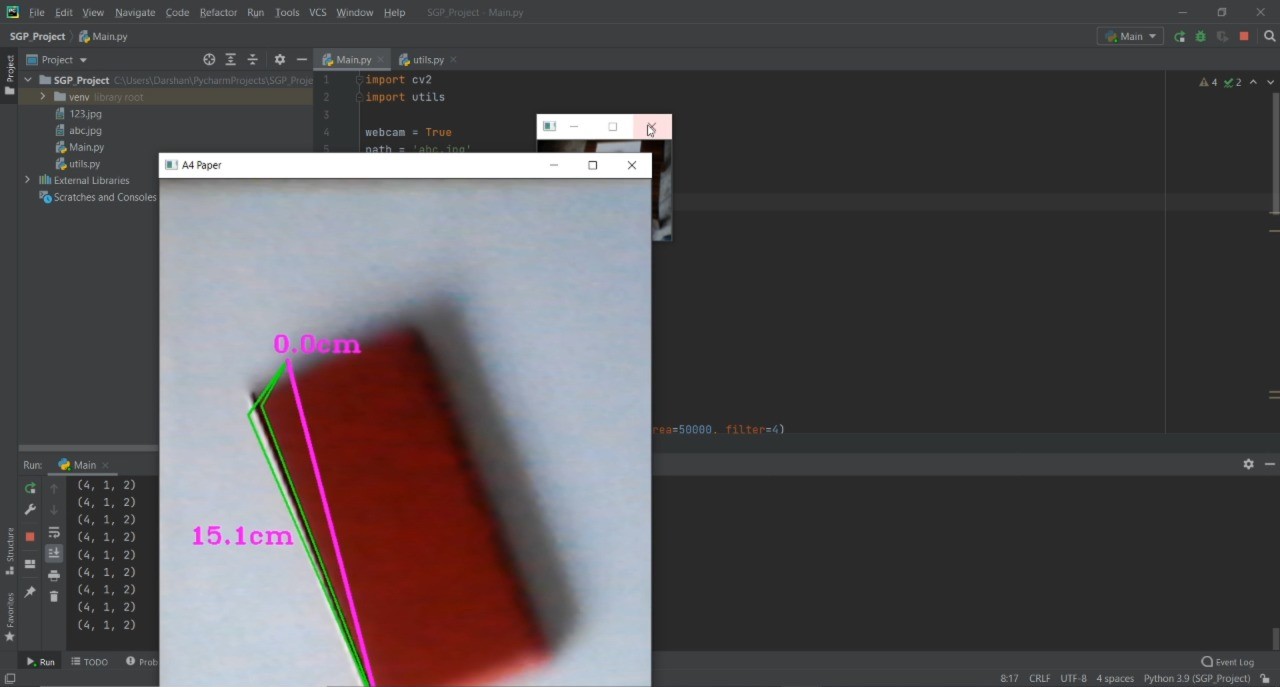 File Edit View Navigate Code Refactor Run Tools VCS Window Help SGP_Project - Main.py
SGP_Project Main.py Main
Project Project Main.py utils.py
SGP_Project C:\Users\Darshan\PycharmProjects\SGP_Proje
venv library root
123.jpg
abc.jpg
Main.py
utils.py
External Libraries
Scratches and Consoles
1 import cv2
2 import utils
3
4 webcam = True
5 path = 'abc.jpg'
4 2
A4 Paper
0.0cm
15.1cm
rea=50000, filter=4)
Run: Main
(4, 1, 2)
(4, 1, 2)
(4, 1, 2)
(4, 1, 2)
(4, 1, 2)
(4, 1, 2)
(4, 1, 2)
(4, 1, 2)
(4, 1, 2)
Structure
Favorites
Run TODO Prob Event Log
8:17 CRLF UTF-8 4 spaces Python 3.9 (SGP_Project)